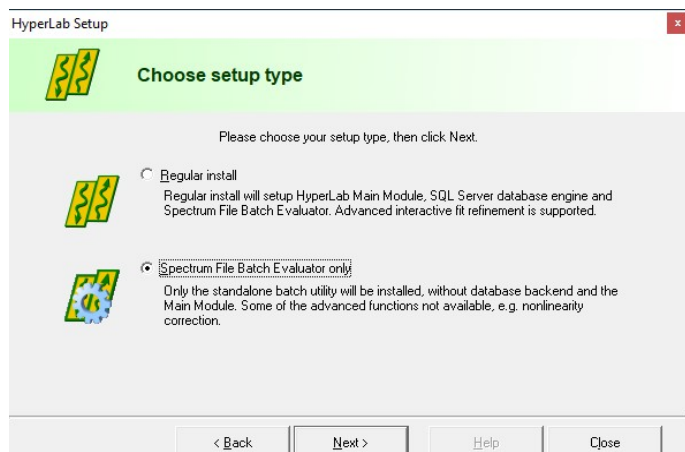 HyperLab Setup
x
Choose setup type
Please choose your setup type, then click Next.
Regular install
Regular install will setup HyperLab Main Module, SQL Server database engine and
Spectrum File Batch Evaluator. Advanced interactive fit refinement is supported.
Spectrum File Batch Evaluator only
Only the standalone batch utility will be installed, without database backend and the
Main Module. Some of the advanced functions not available, e.g. nonlinearity
correction.
< Back Next > Help Close